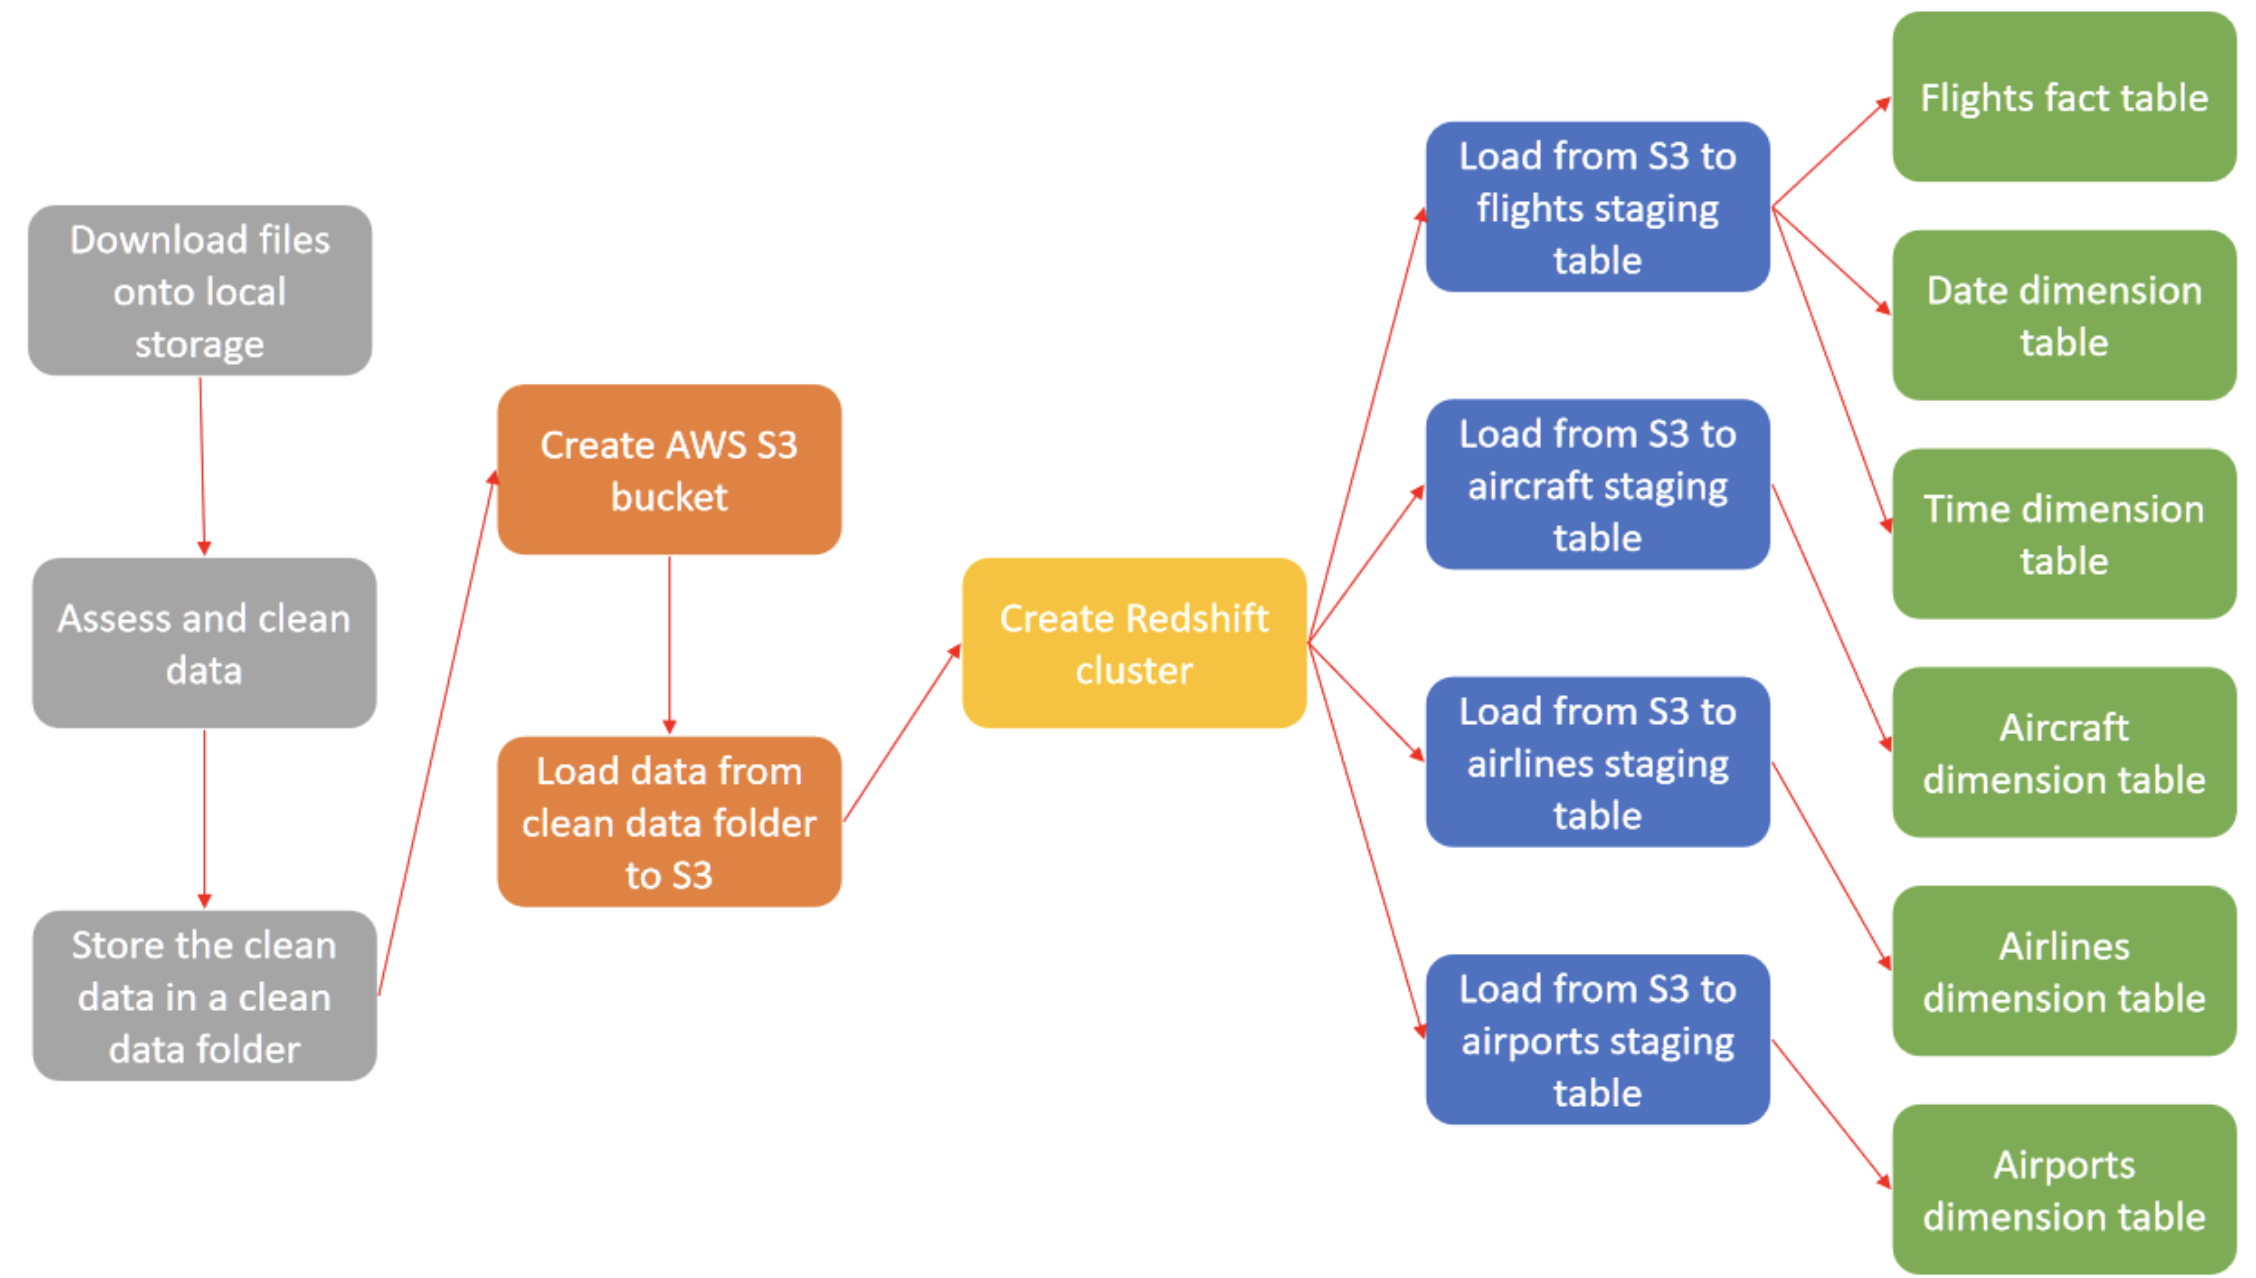 Download files
onto local
storage
Assess and clean
data
Store the clean
data in a clean
data folder
Create AWS S3
bucket
Load data from
clean data folder
to S3
Create Redshift
cluster
Load from S3 to
flights staging
table
Load from S3 to
aircraft staging
table
Load from S3 to
airlines staging
table
Load from S3 to
airports staging
table
Flights fact table
Date dimension
table
Time dimension
table
Aircraft
dimension table
Airlines
dimension table
Airports
dimension table